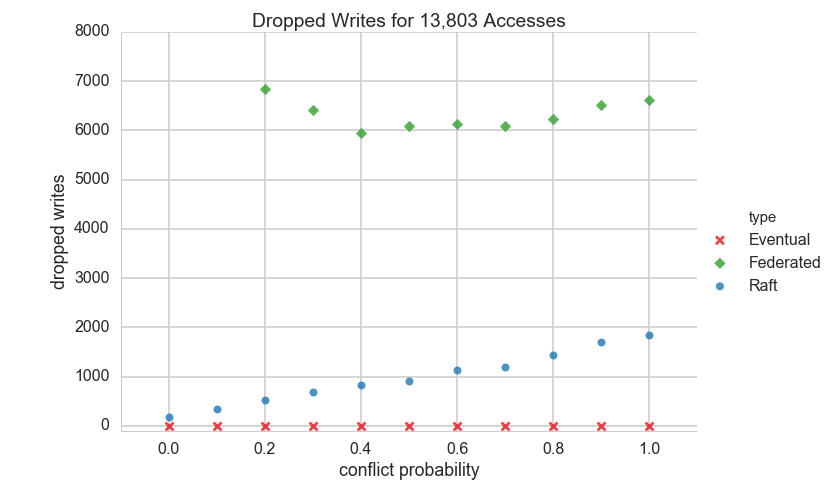 Dropped Writes for 13,803 Accesses
8000
7000
6000
5000
4000
3000
2000
1000
0
dropped writes
0.0 0.2 0.4 0.6 0.8 1.0
conflict probability
type
Eventual
Federated
Raft